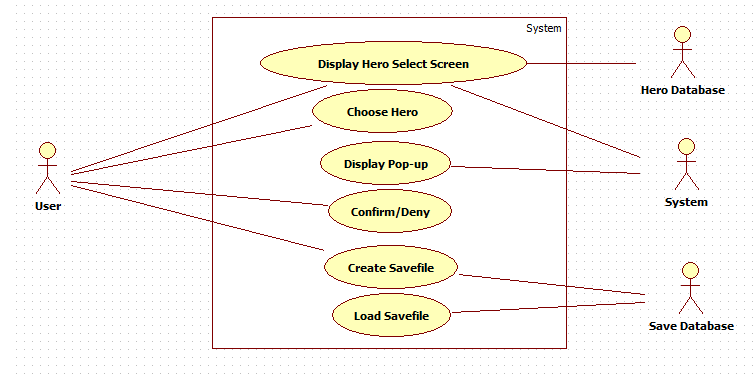 System
Display Hero Select Screen
Hero Database
Choose Hero
Display Pop-up
System
User
Confirm/Deny
Create Savefile
Load Savefile
Save Database